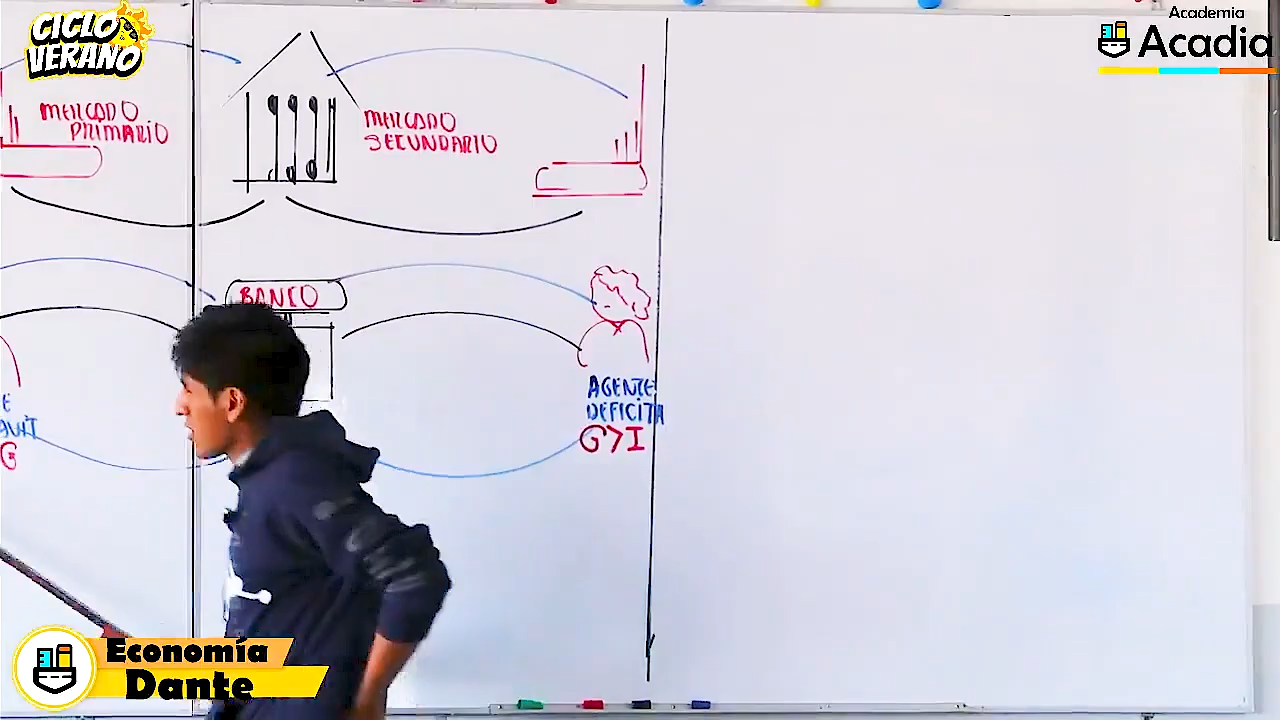 CICLO
VERANO
Academia
Acadia
MERCADO
PRIMARIO
MERCADO
SECUNDARIO
BANCO
AGENTE
DEFICITA
G>I
E
G
Economía
Dante